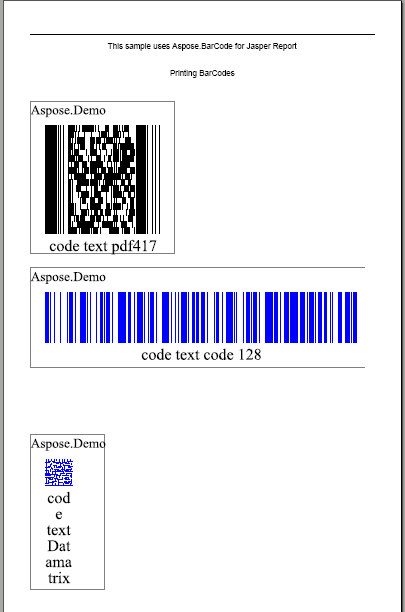 This sample uses Aspose.BarCode for Jasper Report
Printing BarCodes
Aspose.Demo
code text pdf417
Aspose.Demo
code text code 128
Aspose.Demo
cod
e
text
Dat
ama
trix